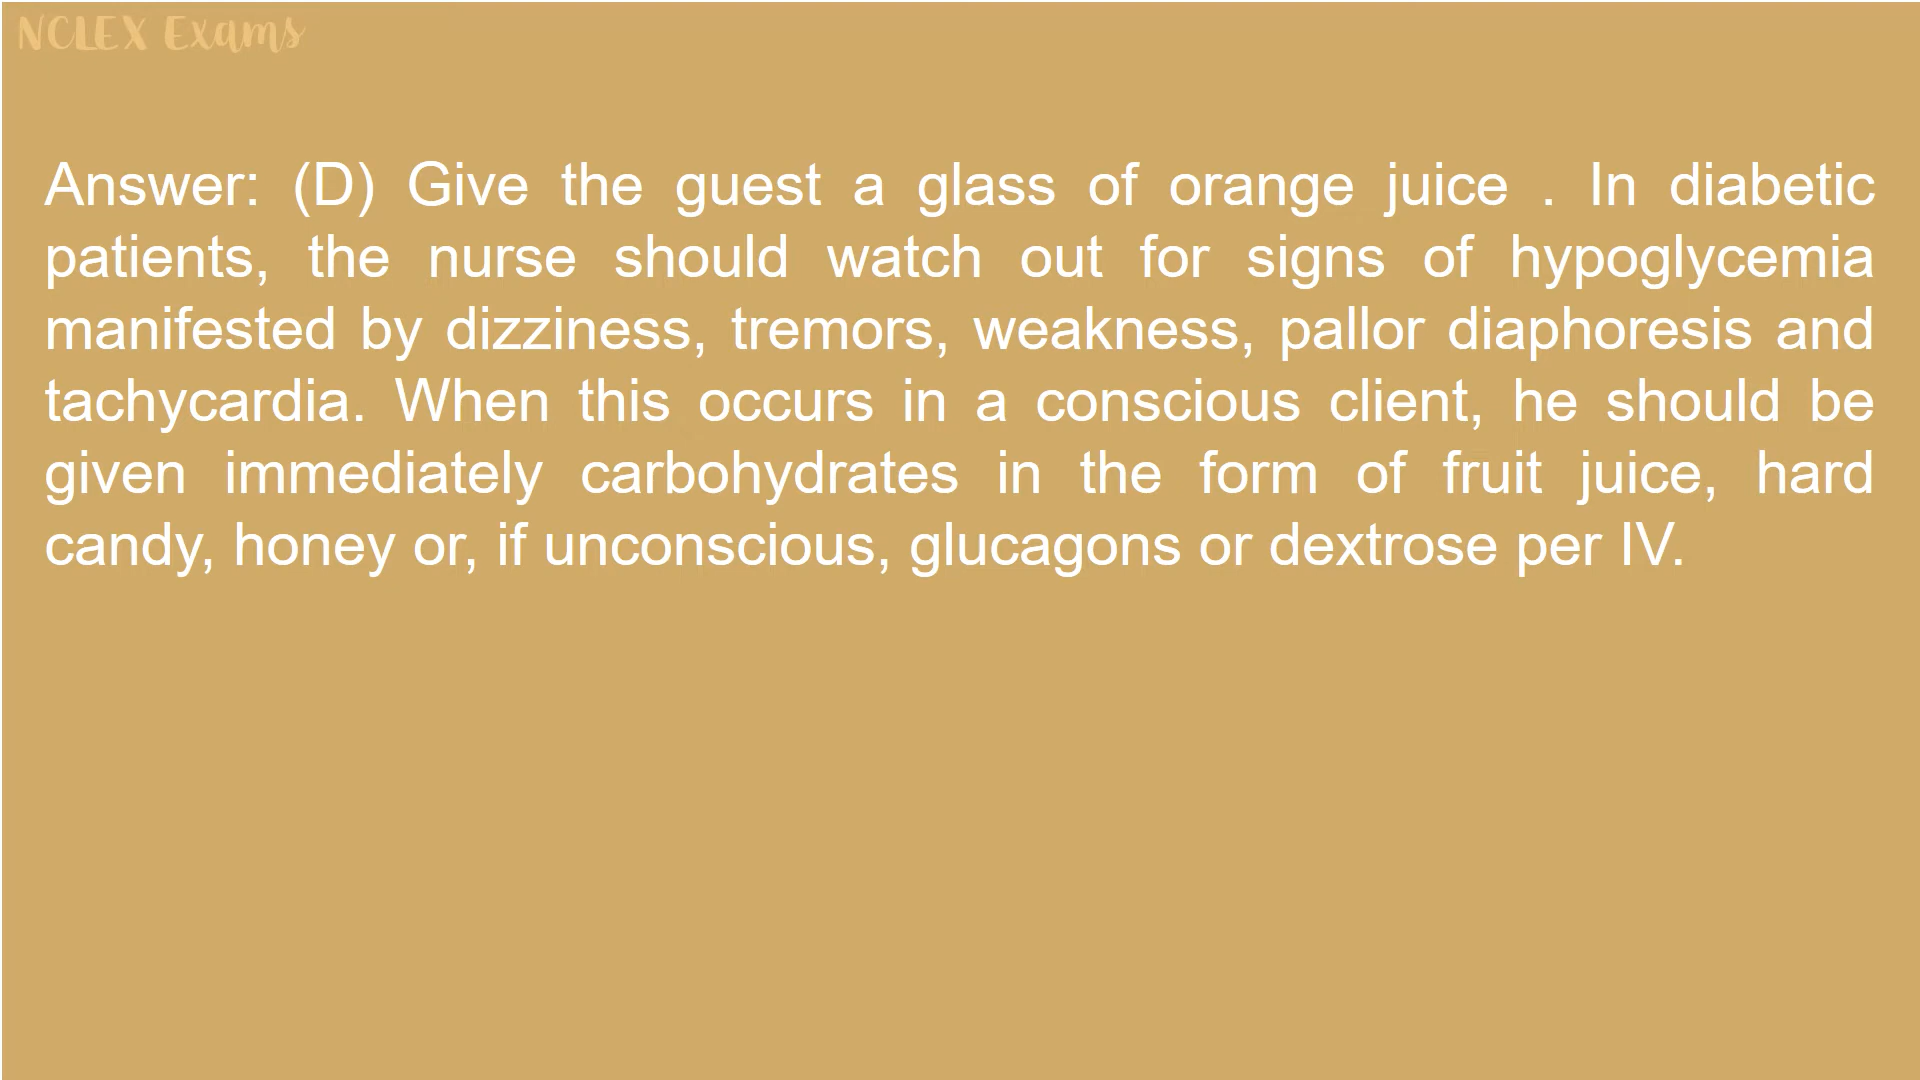 NCLEX Exams
Answer: (D) Give the guest a glass of orange juice . In diabetic
patients, the nurse should watch out for signs of hypoglycemia
manifested by dizziness, tremors, weakness, pallor diaphoresis and
tachycardia. When this occurs in a conscious client, he should be
given immediately carbohydrates in the form of fruit juice, hard
candy, honey or, if unconscious, glucagons or dextrose per IV.